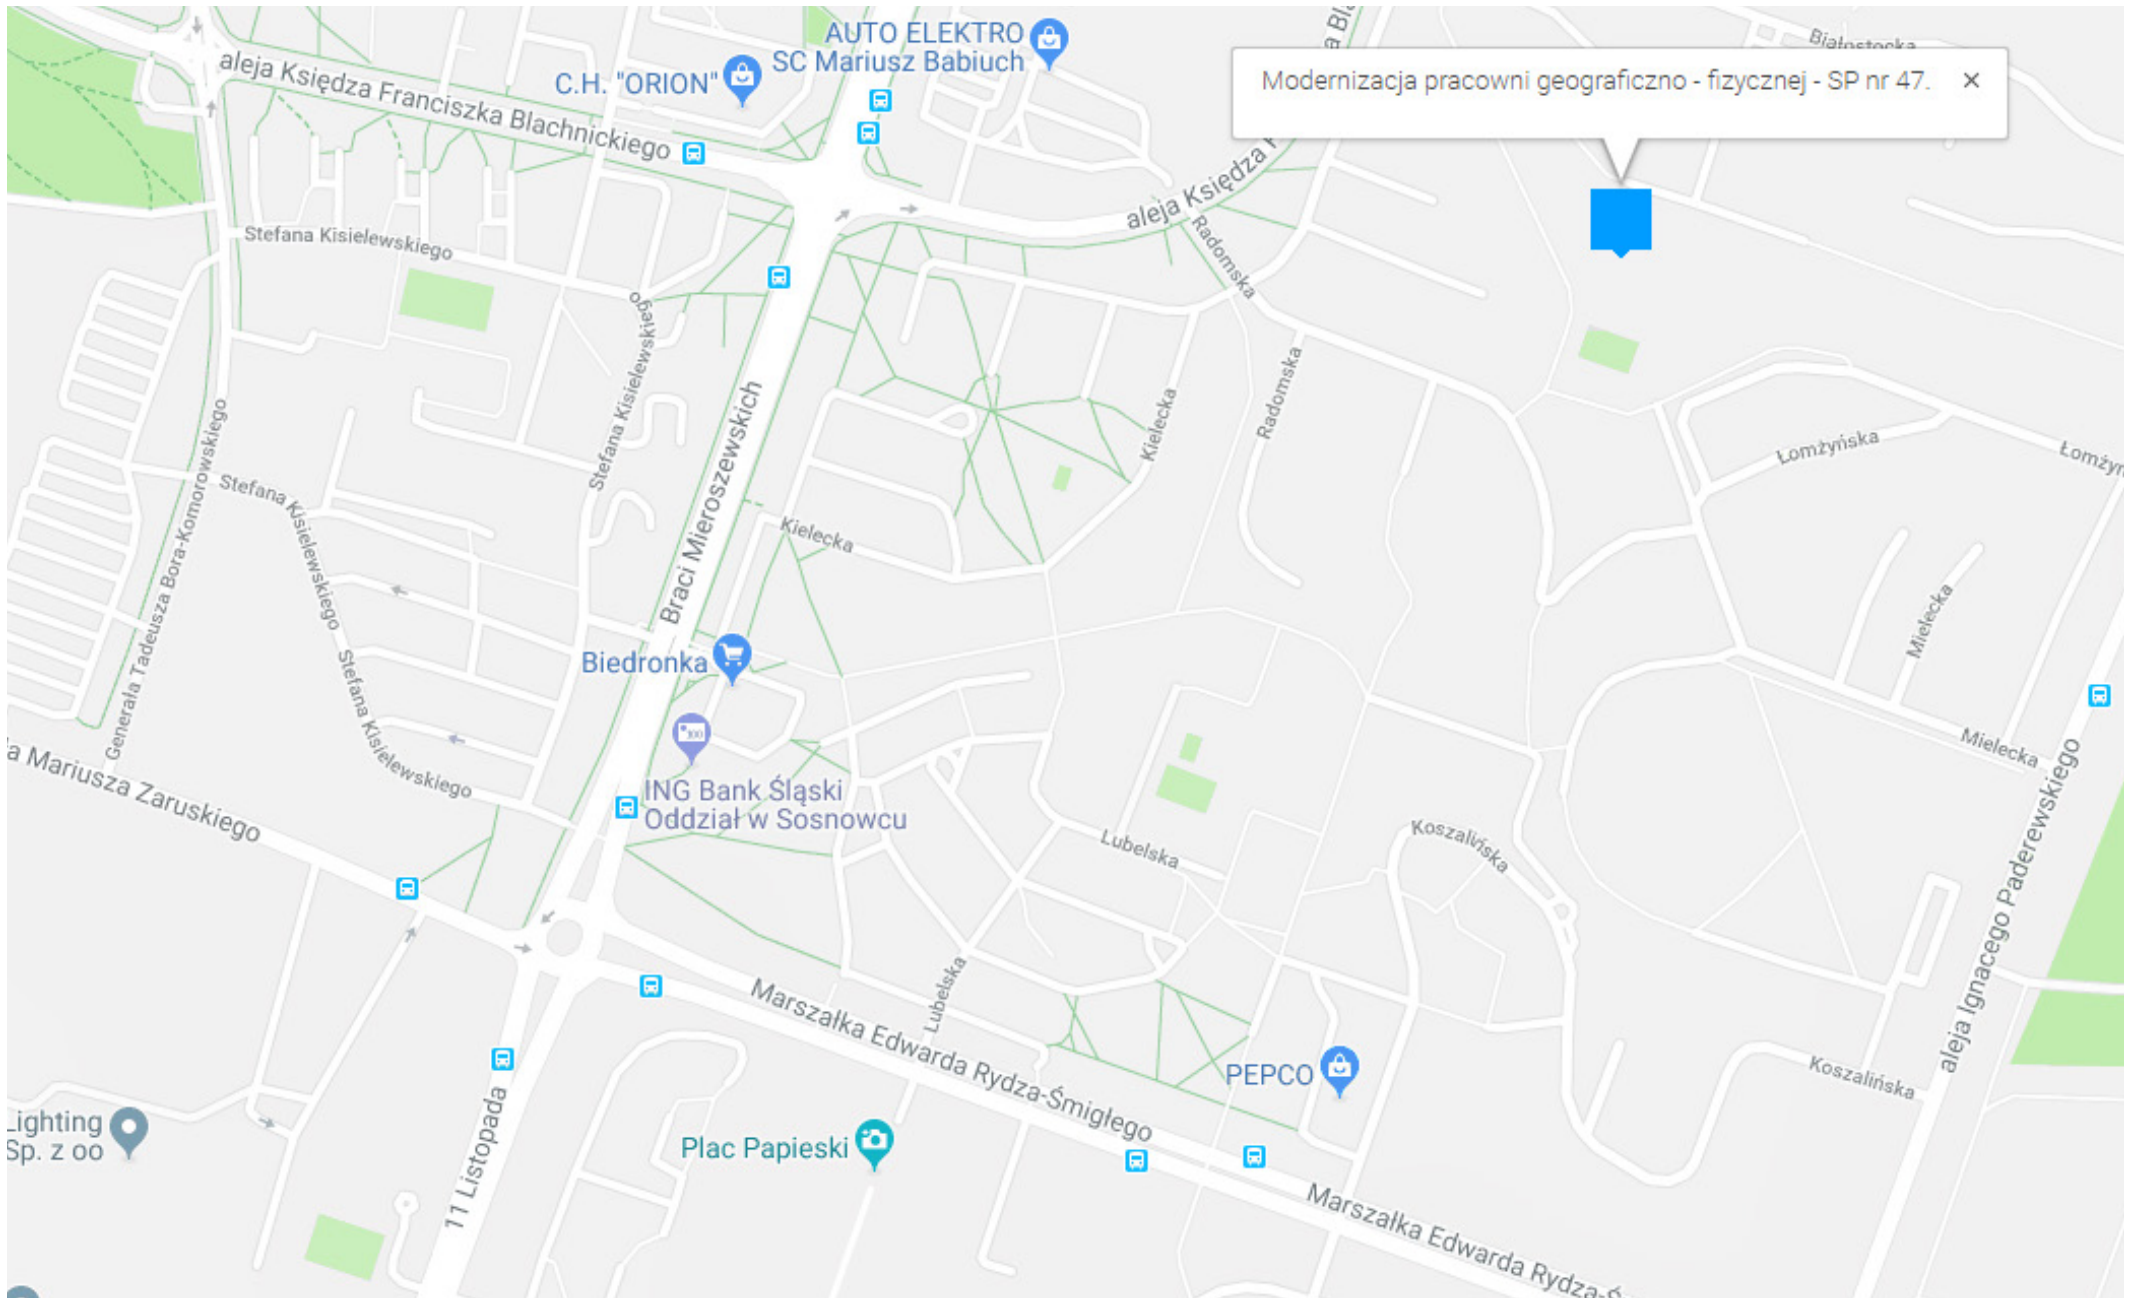 AUTO ELEKTRO
SC Mariusz Babiuch
Białostocka
Modernizacja pracowni geograficzno - fizycznej - SP nr 47.
×
C.H. "ORION"
aleja Księdza Franciszka Blachnickiego
aleja Księdza
Radomska
Stefana Kisielewskiego
Stefana Kisielewskiego
Kielecka
Radomska
Braci Mieroszewskich
Łomżyńska
Generała Tadeusza Bora-Komorowskiego
Stefana Kisielewskiego
Kielecka
Mielecka
Biedronka
Stefana Kisielewskiego
Mielecka
ING Bank Śląski
Oddział w Sosnowcu
Mariusza Zaruskiego
Lubelska
Koszalińska
aleja Ignacego Paderewskiego
Lubelska
Marszałka Edwarda Rydza-Śmigłego
PEPCO
Koszalińska
Lighting
Sp. z oo
Plac Papieski
11 Listopada
Marszałka Edwarda